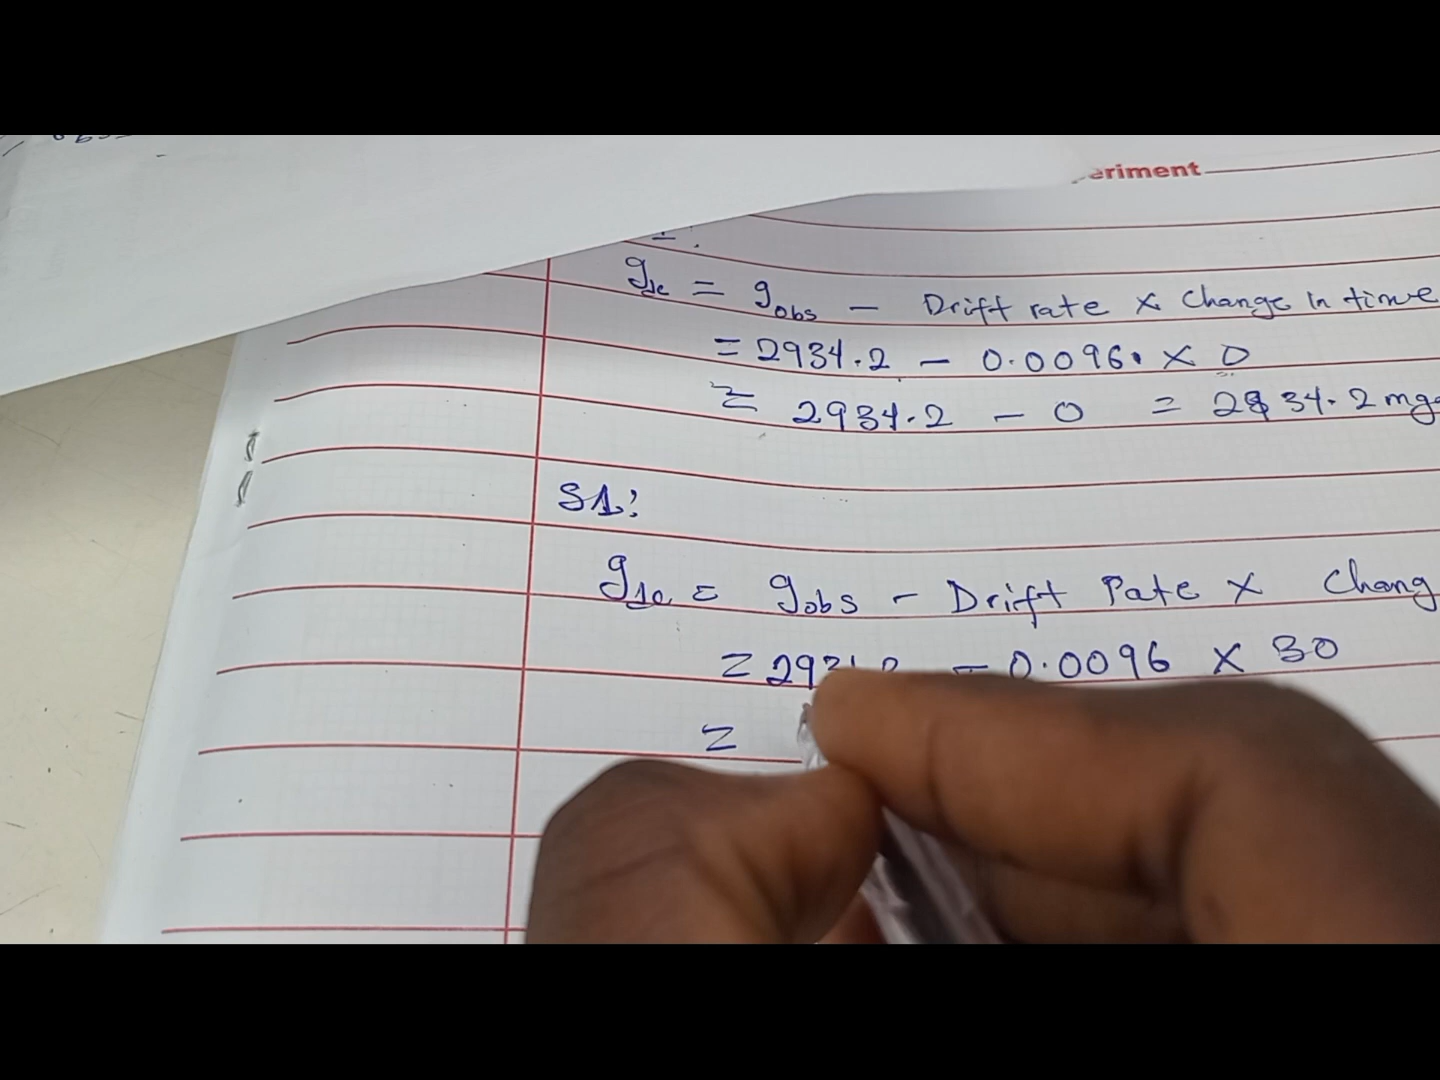 eriment
g1c = gobs - Drift rate x Change in time
= 2934.2 - 0.0096 x 0
= 2934.2 - 0 = 2934.2 mg
S1:
g1c = gobs - Drift Rate x Chang
- 0.0096 x 30
=